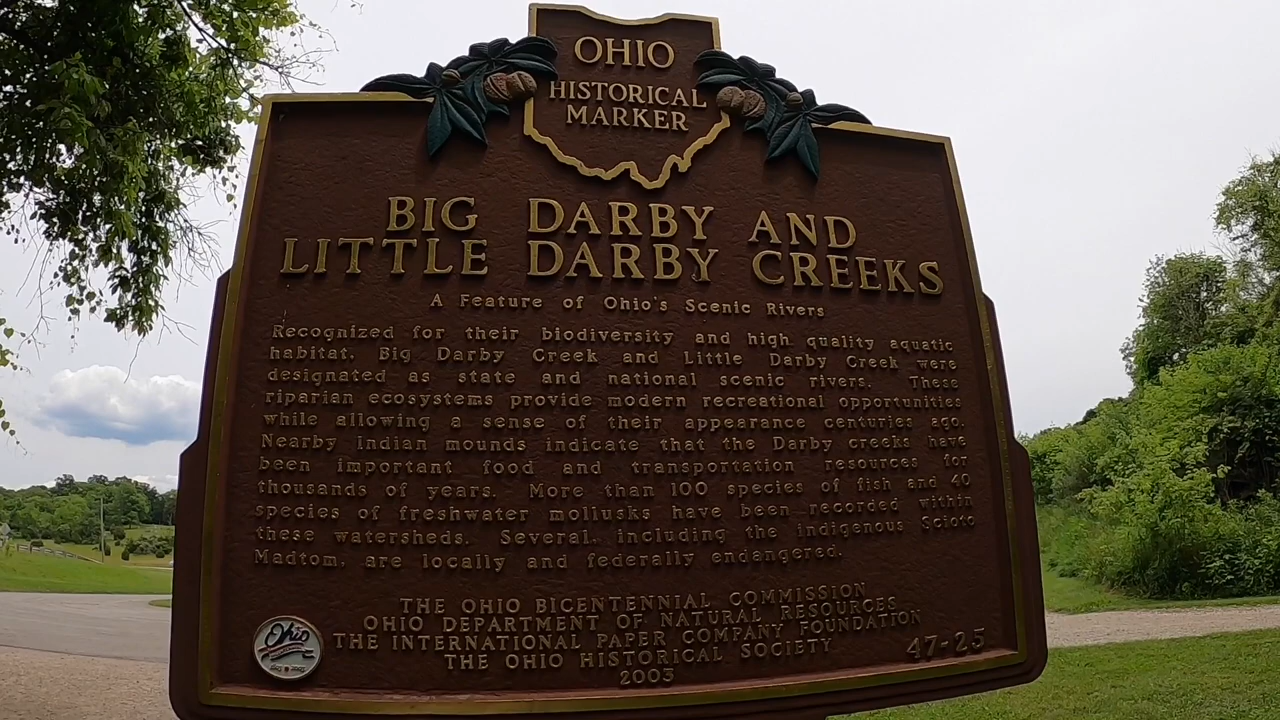 OHIO
HISTORICAL
MARKER
BIG DARBY AND
LITTLE DARBY CREEKS
A Feature of Ohio's Scenic Rivers
Recognized for their biodiversity and high quality aquatic
habitat, Big Darby Creek and Little Darby Creek were
designated as state and national scenic rivers. These
riparian ecosystems provide modern recreational opportunities
while allowing a sense of their appearance centuries ago.
Nearby Indian mounds indicate that the Darby creeks have
been important food and transportation resources for
thousands of years. More than 100 species of fish and 40
species of freshwater mollusks have been recorded within
these watersheds. Several, including the indigenous Scioto
Madtom, are locally and federally endangered.
THE OHIO BICENTENNIAL COMMISSION
OHIO DEPARTMENT OF NATURAL RESOURCES
THE INTERNATIONAL PAPER COMPANY FOUNDATION
THE OHIO HISTORICAL SOCIETY
2003
47-25
Ohio